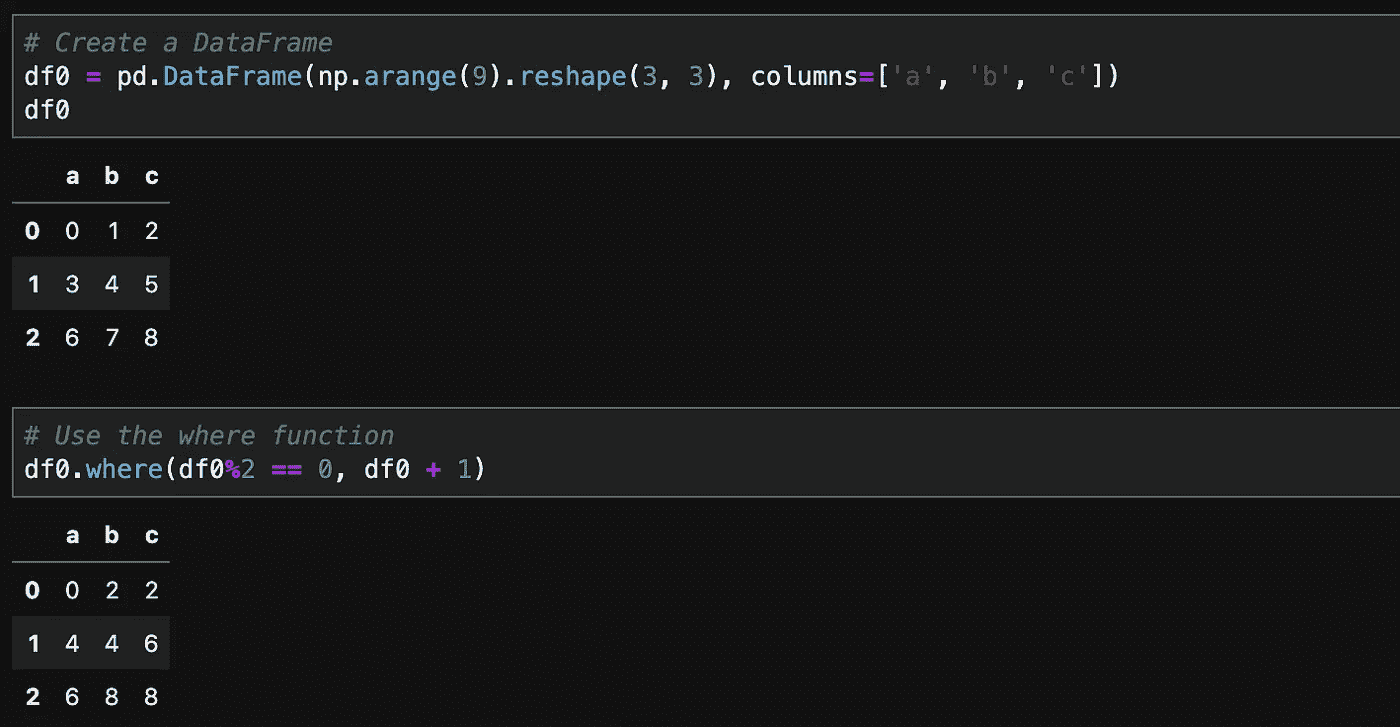 # Create a DataFrame
df0 = pd.DataFrame(np.arange(9).reshape(3, 3), columns=['a', 'b', 'c'])
df0
a b c
0 0 1 2
1 3 4 5
2 6 7 8
# Use the where function
df0.where(df0%2 == 0, df0 + 1)
a b c
0 0 2 2
1 4 4 6
2 6 8 8